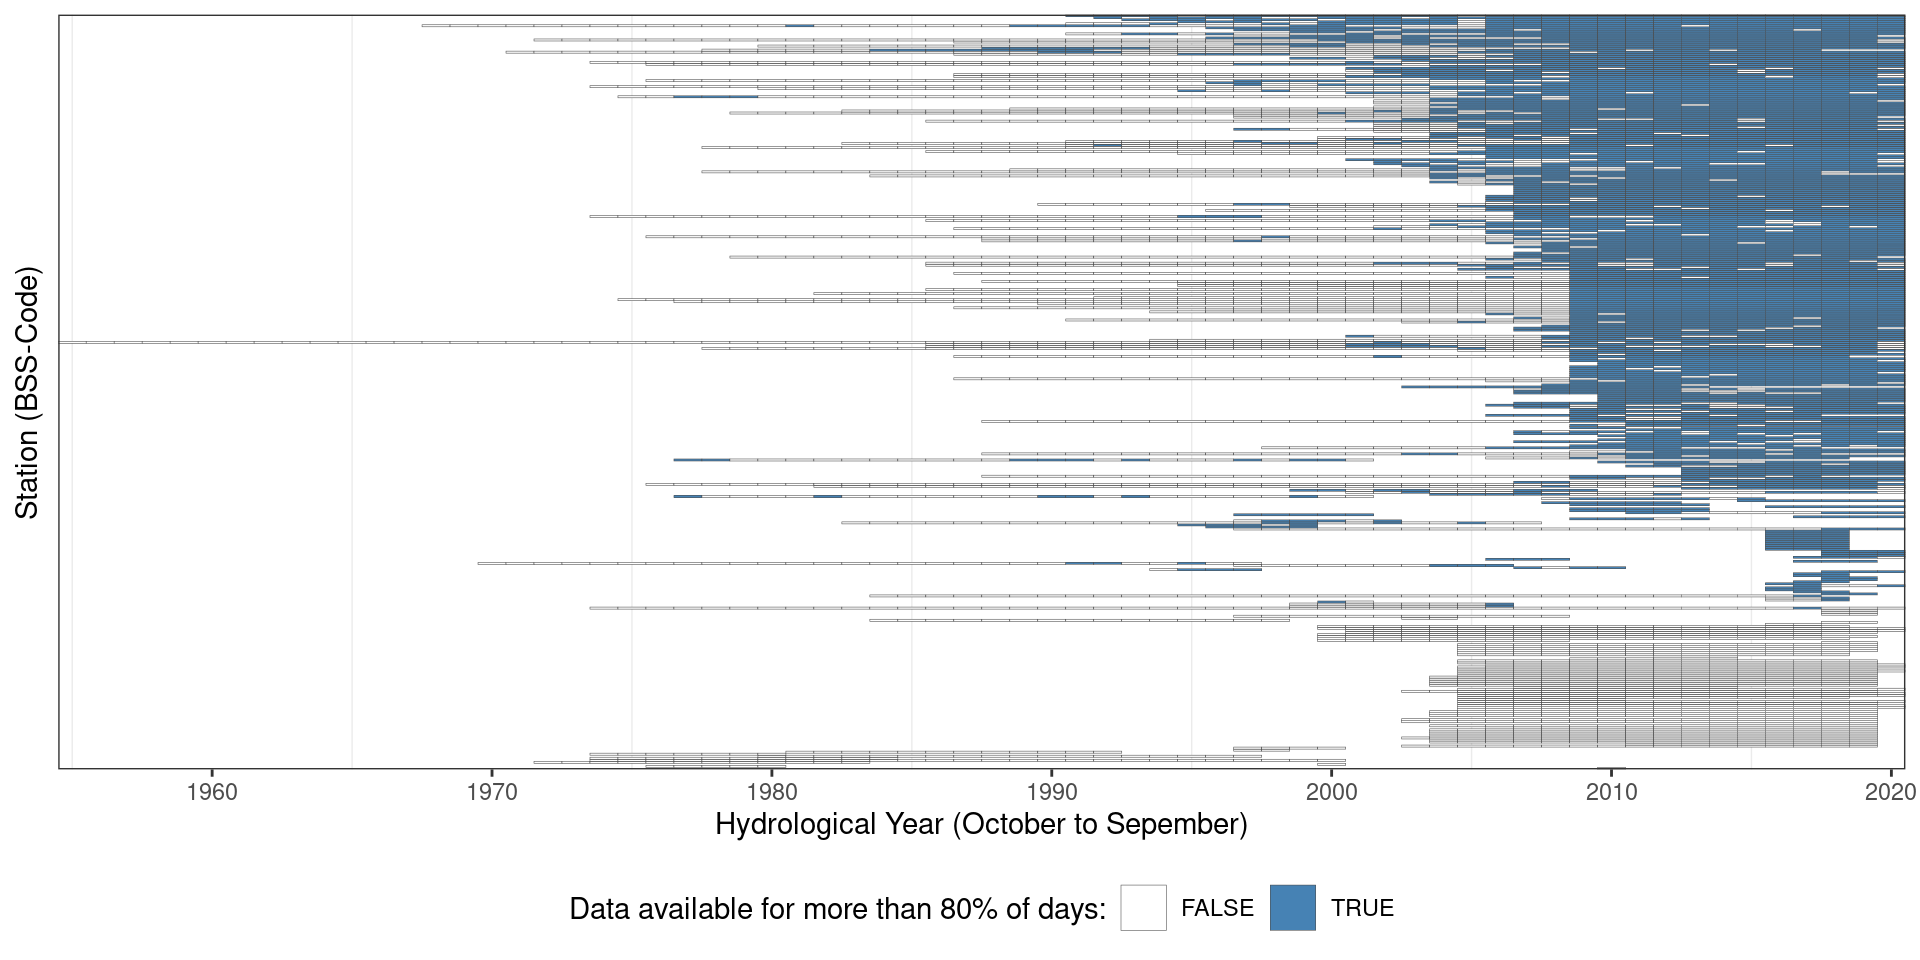 Station (BSS-Code)
1960 1970 1980 1990 2000 2010 2020
Hydrological Year (October to Sepember)
Data available for more than 80% of days: FALSE TRUE